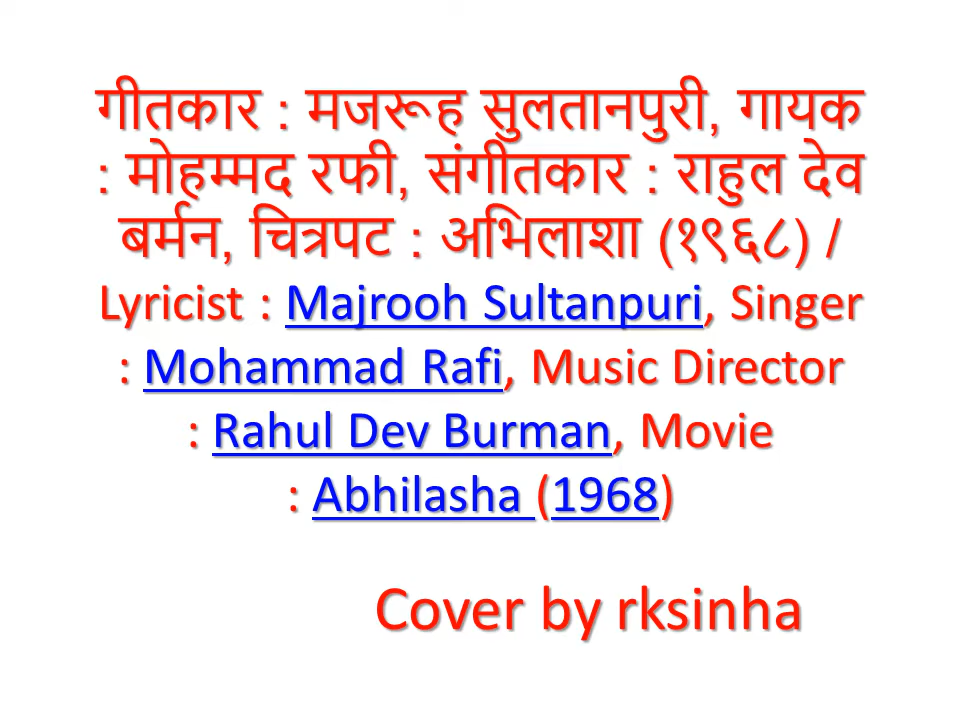 गीतकार : मजरूह सुलतानपुरी, गायक
: मोहम्मद रफी, संगीतकार : राहुल देव
बर्मन, चित्रपट : अभिलाशा (१९६८) /
Lyricist : Majrooh Sultanpuri, Singer
: Mohammad Rafi, Music Director
: Rahul Dev Burman, Movie
: Abhilasha (1968)
Cover by rksinha